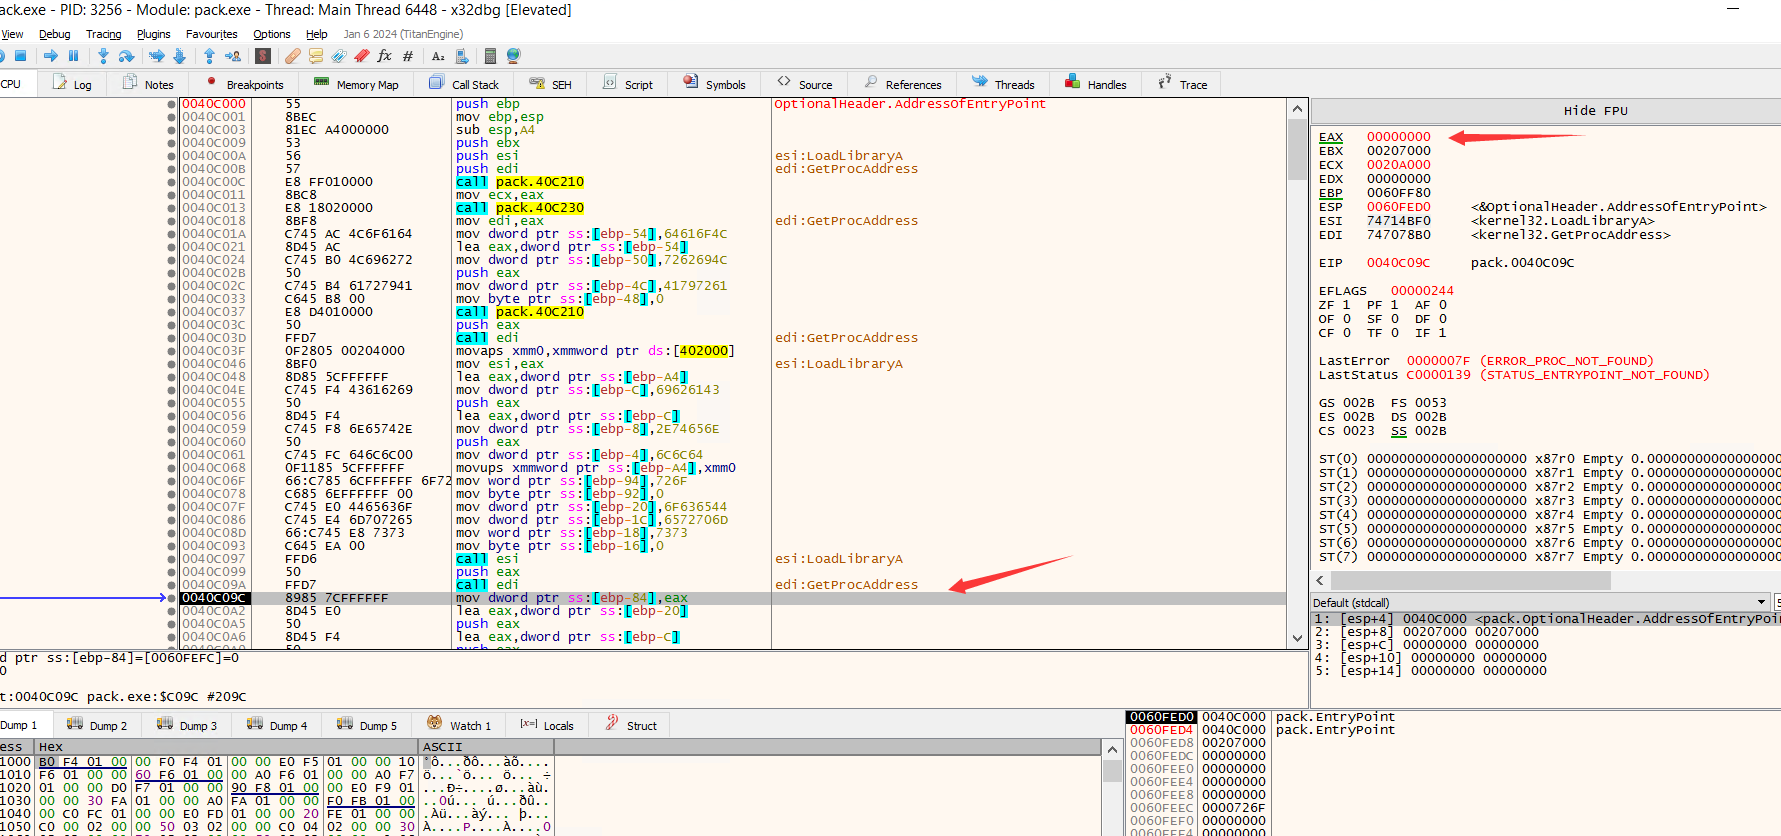 ack.exe - PID: 3256 - Module: pack.exe - Thread: Main Thread 6448 - x32dbg [Elevated]
View Debug Tracing Plugins Favourites Options Help Jan 6 2024 (TitanEngine)
CPU Log Notes Breakpoints Memory Map Call Stack SEH Script Symbols Source References Threads Handles Trace
0040C000 55 push ebp OptionalHeader.AddressOfEntryPoint
0040C001 8BEC mov ebp,esp
0040C003 81EC A4000000 sub esp,A4
0040C009 53 push ebx
0040C00A 56 push esi esi:LoadLibraryA
0040C00B 57 push edi edi:GetProcAddress
0040C00C E8 FF010000 call pack.40C210
0040C011 8BC8 mov ecx,eax
0040C013 E8 18020000 call pack.40C230
0040C018 8BF8 mov edi,eax edi:GetProcAddress
0040C01A C745 AC 4C6F6164 mov dword ptr ss:[ebp-54],64616F4C
0040C021 8D45 AC lea eax,dword ptr ss:[ebp-54]
0040C024 C745 B0 4C696272 mov dword ptr ss:[ebp-50],7262694C
0040C02B 50 push eax
0040C02C C745 B4 61727941 mov dword ptr ss:[ebp-4C],41797261
0040C033 C645 B8 00 mov byte ptr ss:[ebp-48],0
0040C037 E8 D4010000 call pack.40C210
0040C03C 50 push eax
0040C03D FFD7 call edi edi:GetProcAddress
0040C03F 0F2805 00204000 movaps xmm0,xmmword ptr ds:[402000]
0040C046 8BF0 mov esi,eax esi:LoadLibraryA
0040C048 8D85 5CFFFFFF lea eax,dword ptr ss:[ebp-A4]
0040C04E C745 F4 43616269 mov dword ptr ss:[ebp-C],69626143
0040C055 50 push eax
0040C056 8D45 F4 lea eax,dword ptr ss:[ebp-C]
0040C059 C745 F8 6E65742E mov dword ptr ss:[ebp-8],2E74656E
0040C060 50 push eax
0040C061 C745 FC 646C6C00 mov dword ptr ss:[ebp-4],6C6C64
0040C068 0F1185 5CFFFFFF movups xmmword ptr ss:[ebp-A4],xmm0
0040C06F 66:C785 6CFFFFFF 6F72 mov word ptr ss:[ebp-94],726F
0040C078 C685 6EFFFFFF 00 mov byte ptr ss:[ebp-92],0
0040C07F C745 E0 4465636F mov dword ptr ss:[ebp-20],6F636544
0040C086 C745 E4 6D707265 mov dword ptr ss:[ebp-1C],6572706D
0040C08D 66:C745 E8 7373 mov word ptr ss:[ebp-18],7373
0040C093 C645 EA 00 mov byte ptr ss:[ebp-16],0
0040C097 FFD6 call esi esi:LoadLibraryA
0040C099 50 push eax
0040C09A FFD7 call edi edi:GetProcAddress
0040C09C 8985 7CFFFFFF mov dword ptr ss:[ebp-84],eax
0040C0A2 8D45 E0 lea eax,dword ptr ss:[ebp-20]
0040C0A5 50 push eax
0040C0A6 8D45 F4 lea eax,dword ptr ss:[ebp-C]
d ptr ss:[ebp-84]=[0060FEFC]=0
0
t:0040C09C pack.exe:$C09C #209C
Hide FPU
EAX 00000000
EBX 00207000
ECX 0020A000
EDX 00000000
EBP 0060FF80
ESP 0060FED0 <&OptionalHeader.AddressOfEntryPoint>
ESI 74714BF0 <kernel32.LoadLibraryA>
EDI 747078B0 <kernel32.GetProcAddress>
EIP 0040C09C pack.0040C09C
EFLAGS 00000244
ZF 1 PF 1 AF 0
OF 0 SF 0 DF 0
CF 0 TF 0 IF 1
LastError 0000007F (ERROR_PROC_NOT_FOUND)
LastStatus C0000139 (STATUS_ENTRYPOINT_NOT_FOUND)
GS 002B FS 0053
ES 002B DS 002B
CS 0023 SS 002B
ST(0) 00000000000000000000 x87r0 Empty 0.0000000000000
ST(1) 00000000000000000000 x87r1 Empty 0.0000000000000
ST(2) 00000000000000000000 x87r2 Empty 0.0000000000000
ST(3) 00000000000000000000 x87r3 Empty 0.0000000000000
ST(4) 00000000000000000000 x87r4 Empty 0.0000000000000
ST(5) 00000000000000000000 x87r5 Empty 0.0000000000000
ST(6) 00000000000000000000 x87r6 Empty 0.0000000000000
ST(7) 00000000000000000000 x87r7 Empty 0.0000000000000
Default (stdcall) 5
1: [esp+4] 0040C000 <pack.OptionalHeader.AddressOfEntryPoi
2: [esp+8] 00207000 00207000
3: [esp+C] 00000000 00000000
4: [esp+10] 00000000 00000000
5: [esp+14] 00000000 00000000
Dump 1 Dump 2 Dump 3 Dump 4 Dump 5 Watch 1 [x=] Locals Struct
ess Hex ASCII
1000 B0 F4 01 00 00 F0 F4 01 00 00 E0 F5 01 00 00 10 °ô...ðô...àõ....
1010 F6 01 00 00 60 F6 01 00 00 A0 F6 01 00 00 A0 F7 ö...`ö... ö... ÷
1020 01 00 00 D0 F7 01 00 00 90 F8 01 00 00 E0 F9 01 ...Ð÷....ø...àù.
1030 00 00 30 FA 01 00 00 A0 FA 01 00 00 F0 FB 01 00 ..0ú... ú...ðû..
1040 00 C0 FC 01 00 00 E0 FD 01 00 00 20 FE 01 00 00 .Àü...àý... þ...
1050 C0 00 02 00 00 50 03 02 00 00 C0 04 02 00 00 30 À....P....À....0
0060FED0 0040C000 pack.EntryPoint
0060FED4 0040C000 pack.EntryPoint
0060FED8 00207000
0060FEDC 00000000
0060FEE0 00000000
0060FEE4 00000000
0060FEE8 00000000
0060FEEC 0000726F
0060FEF0 00000000
0060FEF4 00000000